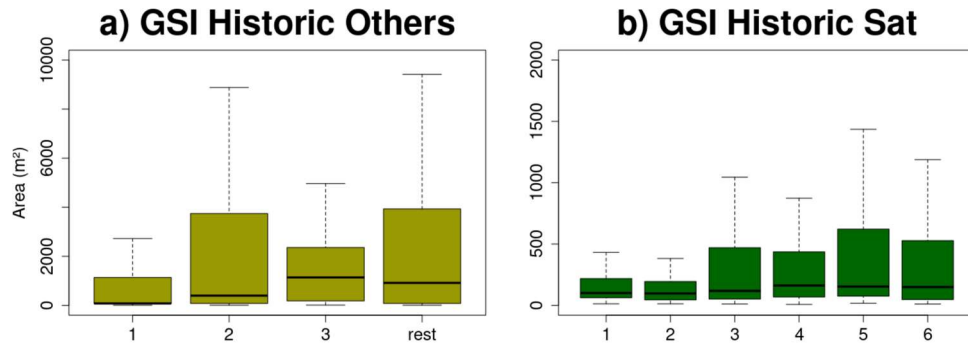 a) GSI Historic Others
b) GSI Historic Sat
Area (m²)
10000
6000
2000
0
1 2 3 rest
2000
1500
1000
500
0
1 2 3 4 5 6